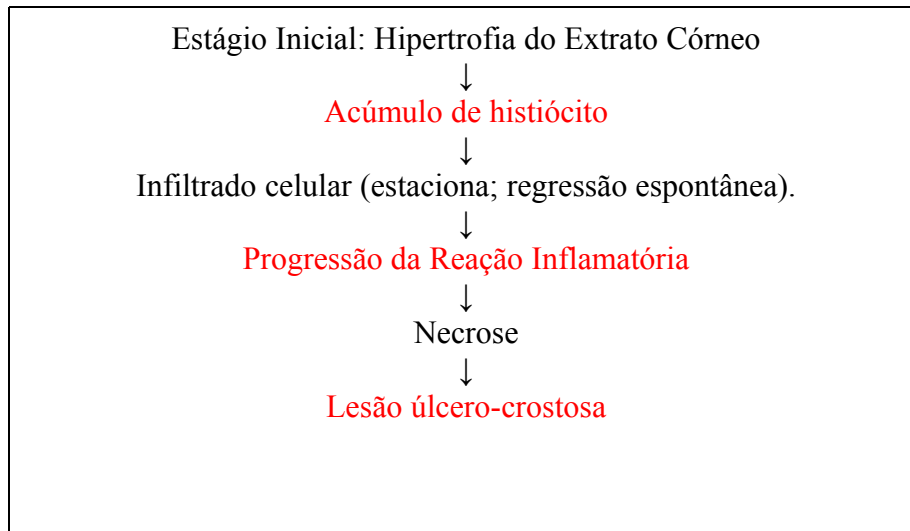 Estágio Inicial: Hipertrofia do Extrato Córneo
↓
Acúmulo de histiócito
↓
Infiltrado celular (estaciona; regressão espontânea).
↓
Progressão da Reação Inflamatória
↓
Necrose
↓
Lesão úlcero-crostosa